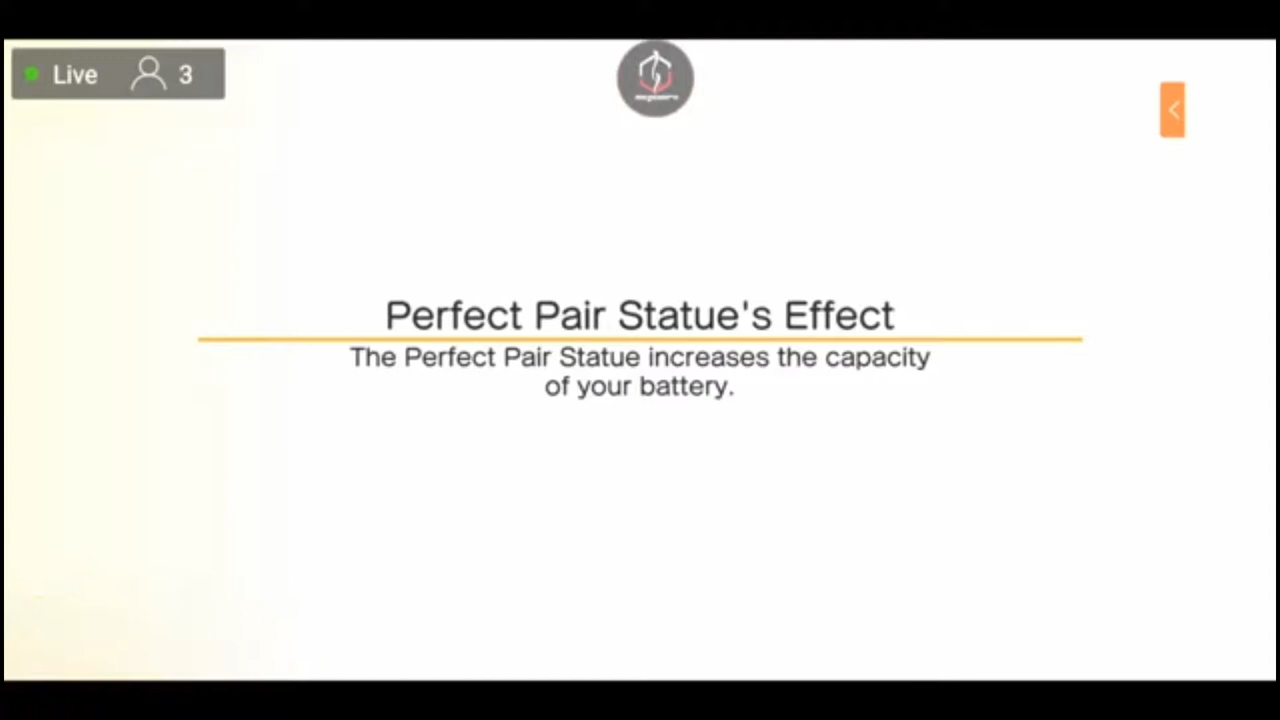 Live 3
Perfect Pair Statue's Effect
The Perfect Pair Statue increases the capacity
of your battery.